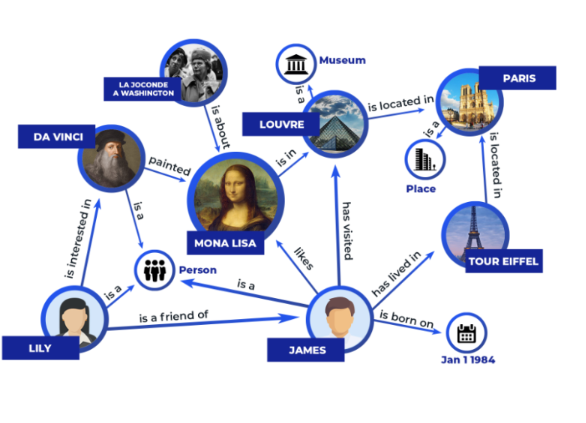 Museum
LA JOCONDE
A WASHINGTON
PARIS
is a
is located in
is about
LOUVRE
DA VINCI
is a
is located in
painted
is in
Place
MONA LISA
is interested in
is a
has visited
TOUR EIFFEL
likes
Person
has lived in
is a
is a
is a friend of
is born on
LILY
JAMES
Jan 1 1984